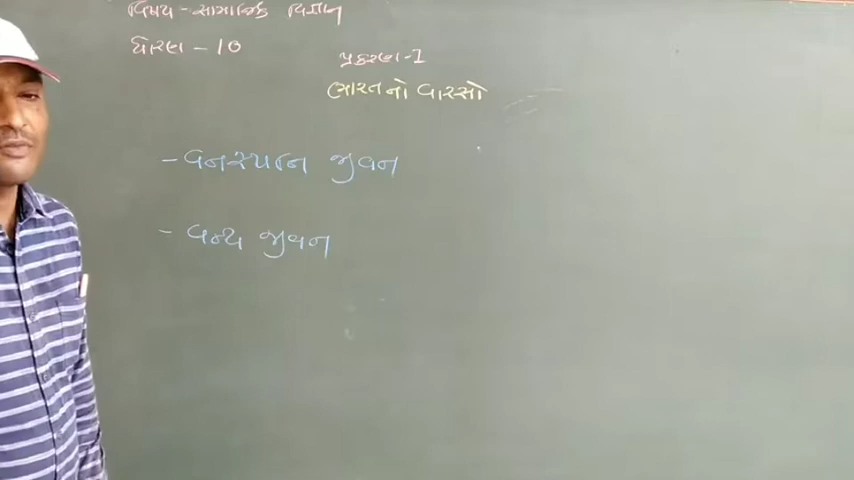 વિષય - સામાજિક વિજ્ઞાન
ધોરણ - 10
પ્રકરણ-1
ભારતનો વારસો
- વનસ્પતિ જીવન
- વન્ય જીવન